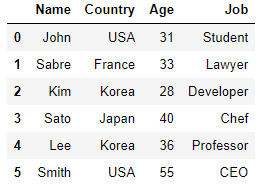 Name Country Age Job
0 John USA 31 Student
1 Sabre France 33 Lawyer
2 Kim Korea 28 Developer
3 Sato Japan 40 Chef
4 Lee Korea 36 Professor
5 Smith USA 55 CEO